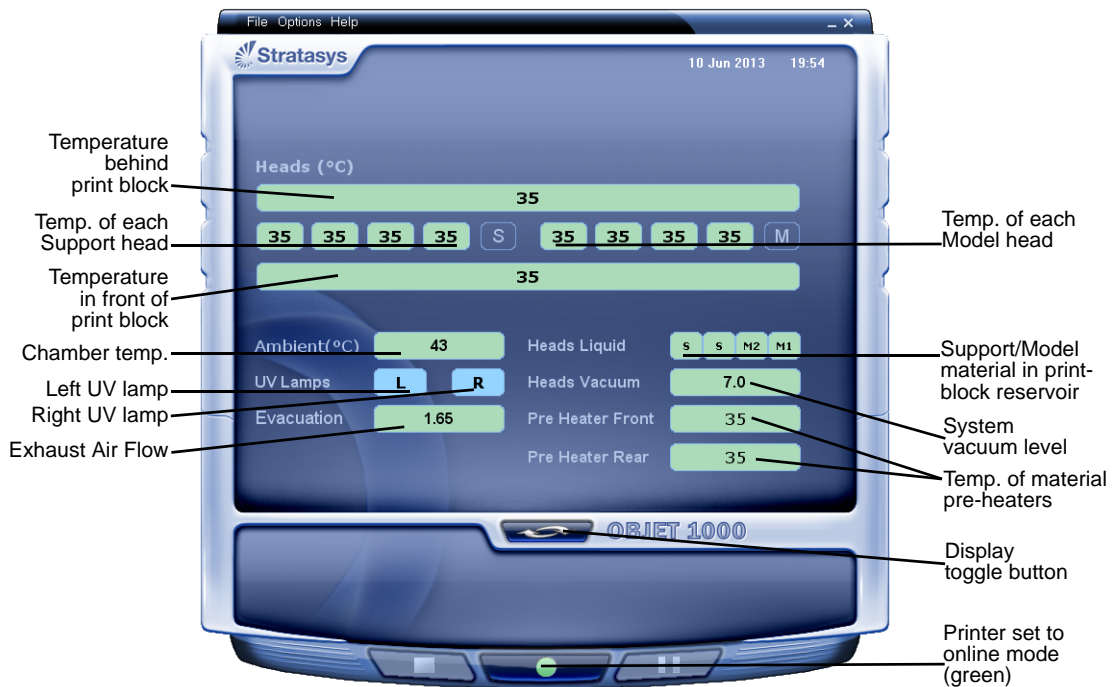 File Options Help
Stratasys
10 Jun 2013 19:54
Temperature
behind
print block
Heads (ºC)
35
Temp. of each
Support head
35 35 35 35 S 35 35 35 35 M
Temp. of each
Model head
Temperature
in front of
print block
35
Chamber temp.
Ambient(ºC) 43
Heads Liquid S S M2 M1
Support/Model
material in print-
block reservoir
Left UV lamp
Right UV lamp
UV Lamps L R
Heads Vacuum 7.0
System
vacuum level
Exhaust Air Flow
Evacuation 1.65
Pre Heater Front 35
Pre Heater Rear 35
Temp. of material
pre-heaters
OBJET 1000
Display
toggle button
Printer set to
online mode
(green)